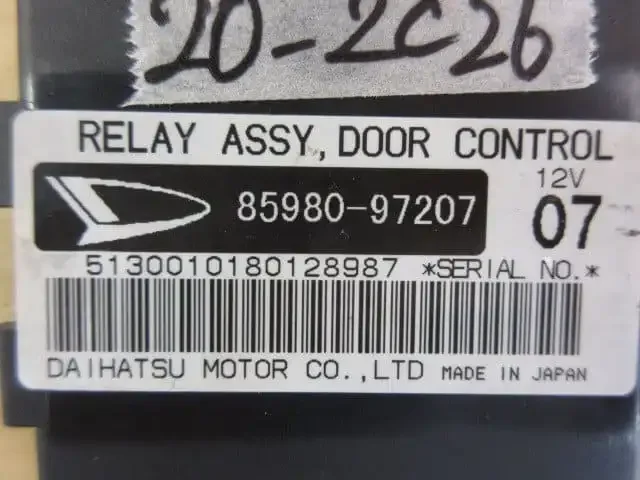 20-2C26
RELAY ASSY, DOOR CONTROL
12V
85980-97207
07
5130010180128987 *SERIAL NO.*
DAIHATSU MOTOR CO.,LTD MADE IN JAPAN